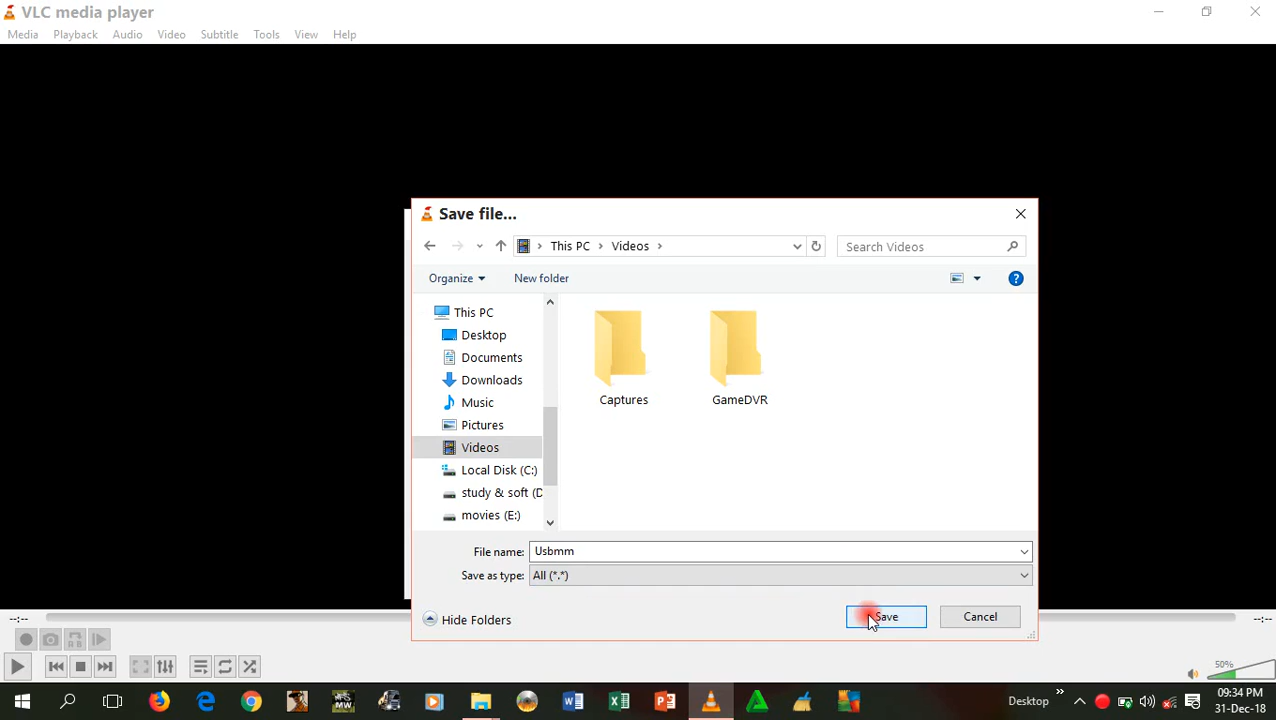 VLC media player
Media Playback Audio Video Subtitle Tools View Help
Save file...
This PC Videos
Search Videos
Organize New folder
This PC
Desktop
Documents
Downloads
Music
Pictures
Videos
Local Disk (C:)
study & soft (D
movies (E:)
Captures
GameDVR
File name: Usbmm
Save as type: All (*.*)
Hide Folders
Save
Cancel
--:--
--:--
50%
Desktop
09:34 PM
31-Dec-18